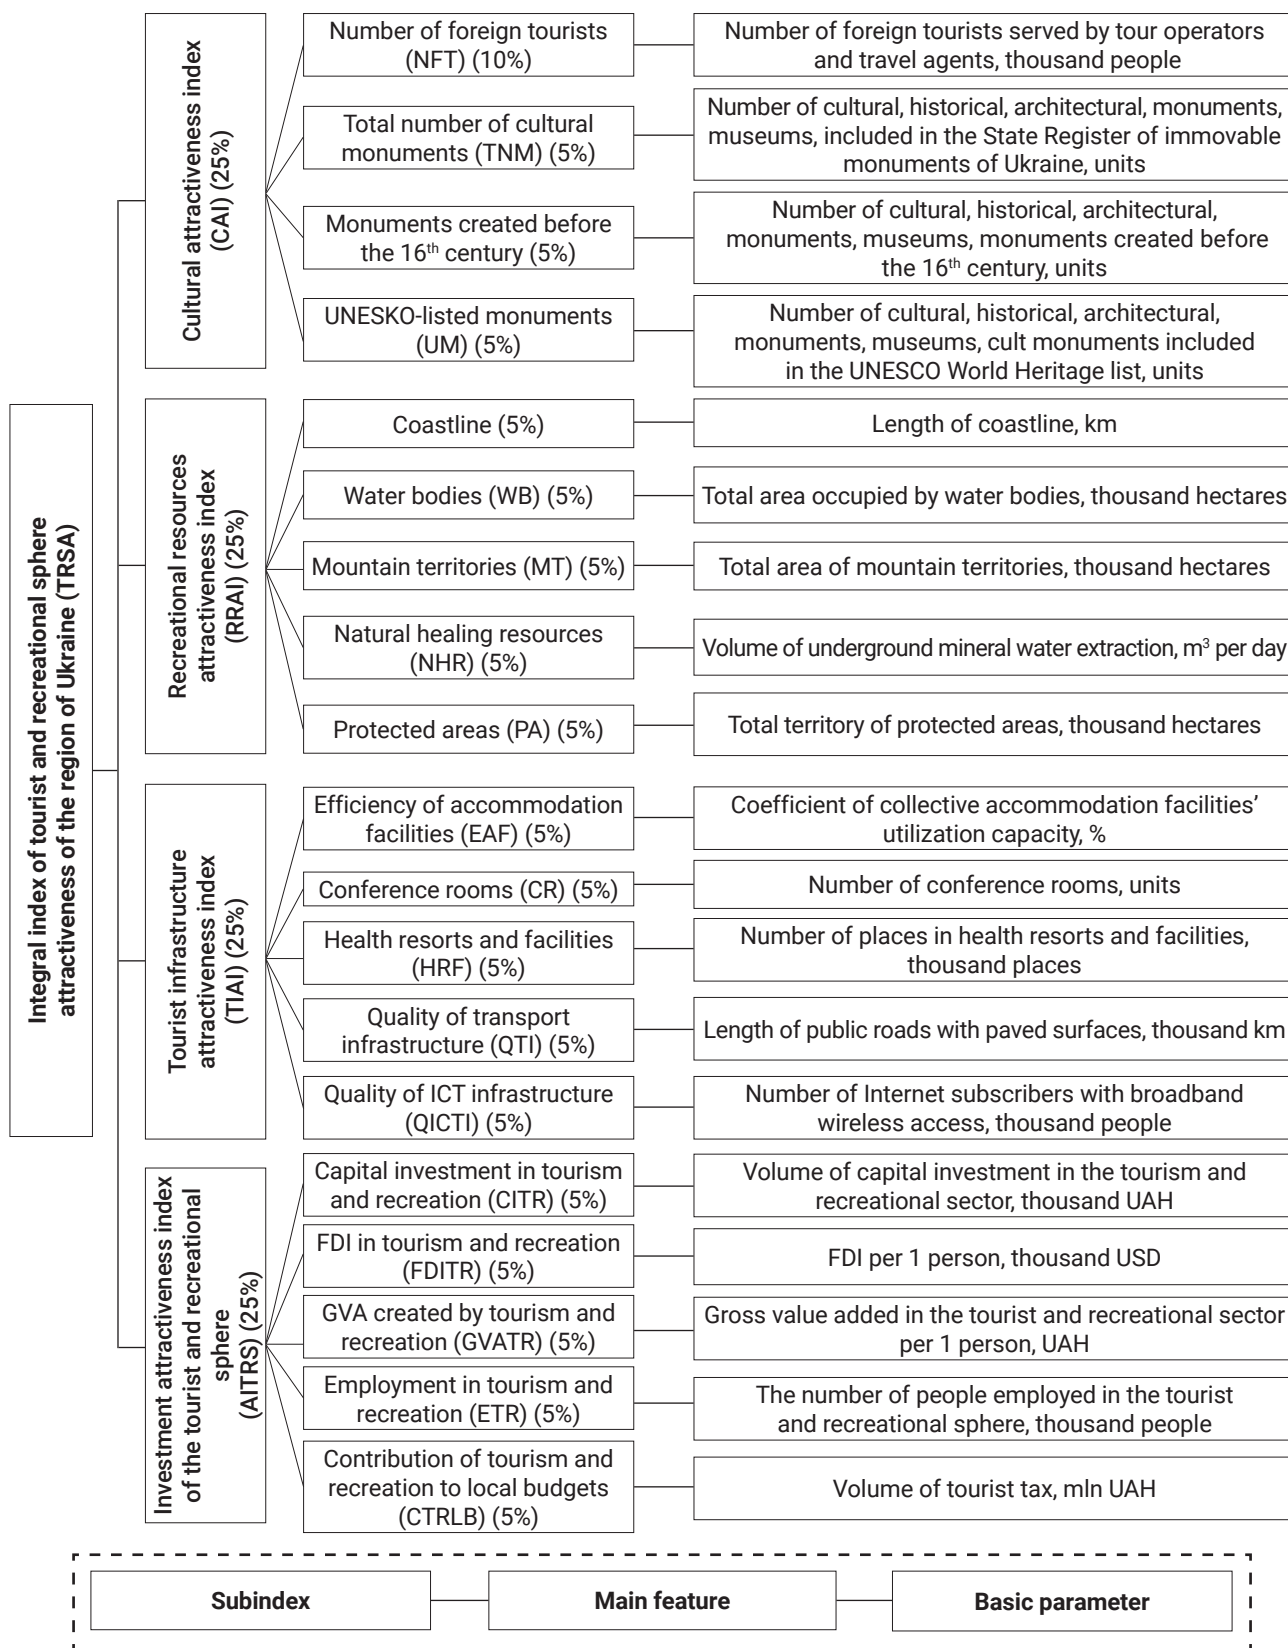 Integral index of tourist and recreational sphere
attractiveness of the region of Ukraine (TRSA)
Cultural attractiveness index
(CAI) (25%)
Number of foreign tourists
(NFT) (10%)
Number of foreign tourists served by tour operators
and travel agents, thousand people
Total number of cultural
monuments (TNM) (5%)
Number of cultural, historical, architectural, monuments,
museums, included in the State Register of immovable
monuments of Ukraine, units
Monuments created before
the 16th century (5%)
Number of cultural, historical, architectural,
monuments, museums, monuments created before
the 16th century, units
UNESKO-listed monuments
(UM) (5%)
Number of cultural, historical, architectural,
monuments, museums, cult monuments included
in the UNESCO World Heritage list, units
Recreational resources
attractiveness index
(RRAI) (25%)
Coastline (5%)
Length of coastline, km
Water bodies (WB) (5%)
Total area occupied by water bodies, thousand hectares
Mountain territories (MT) (5%)
Total area of mountain territories, thousand hectares
Natural healing resources
(NHR) (5%)
Volume of underground mineral water extraction, m3 per day
Protected areas (PA) (5%)
Total territory of protected areas, thousand hectares
Tourist infrastructure
attractiveness index
(TIAI) (25%)
Efficiency of accommodation
facilities (EAF) (5%)
Coefficient of collective accommodation facilities’
utilization capacity, %
Conference rooms (CR) (5%)
Number of conference rooms, units
Health resorts and facilities
(HRF) (5%)
Number of places in health resorts and facilities,
thousand places
Quality of transport
infrastructure (QTI) (5%)
Length of public roads with paved surfaces, thousand km
Quality of ICT infrastructure
(QICTI) (5%)
Number of Internet subscribers with broadband
wireless access, thousand people
Investment attractiveness index
of the tourist and recreational
sphere
(AITRS) (25%)
Capital investment in tourism
and recreation (CITR) (5%)
Volume of capital investment in the tourism and
recreational sector, thousand UAH
FDI in tourism and recreation
(FDITR) (5%)
FDI per 1 person, thousand USD
GVA created by tourism and
recreation (GVATR) (5%)
Gross value added in the tourist and recreational sector
per 1 person, UAH
Employment in tourism and
recreation (ETR) (5%)
The number of people employed in the tourist
and recreational sphere, thousand people
Contribution of tourism and
recreation to local budgets
(CTRLB) (5%)
Volume of tourist tax, mln UAH
Subindex
Main feature
Basic parameter